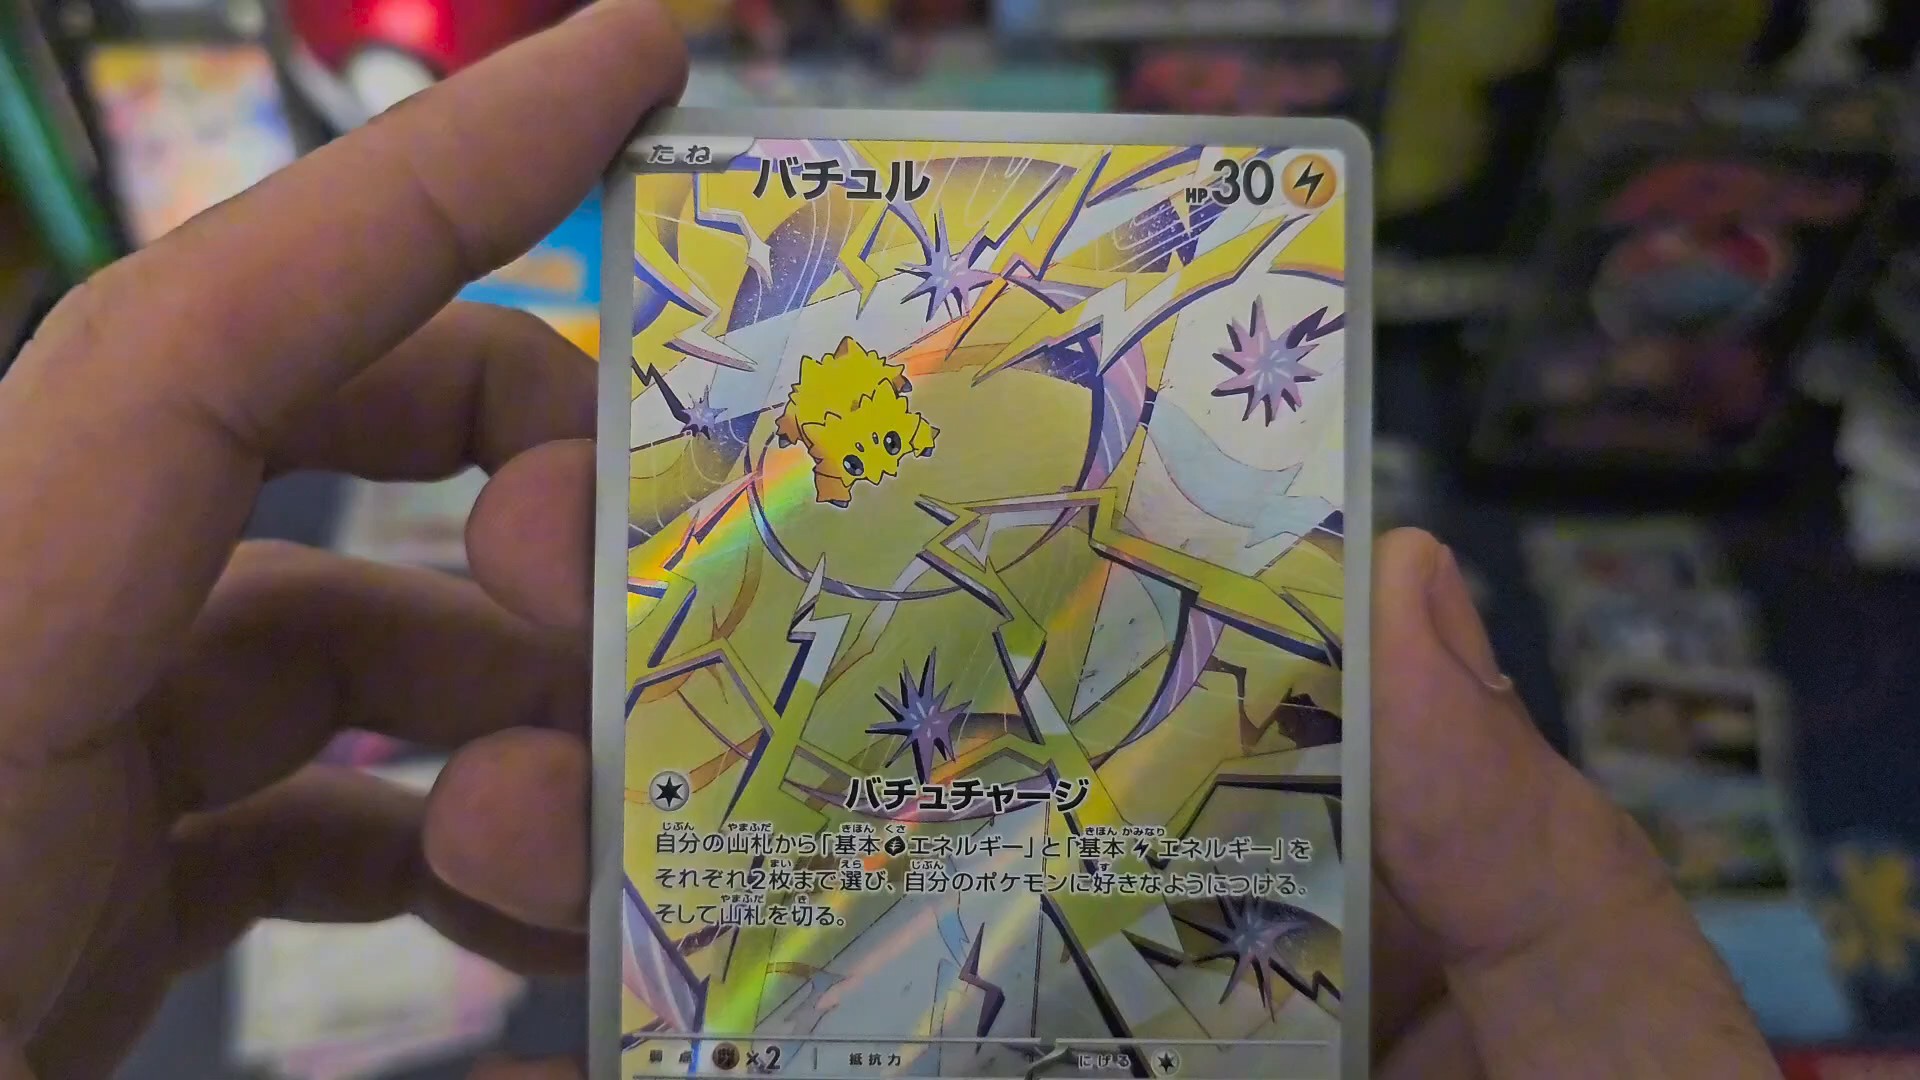 たね
バチュル
HP30
バチュチャージ
自分の山札から「基本エネルギー」と「基本エネルギー」を
それぞれ2枚まで選び、自分のポケモンに好きなようにつける。
そして山札を切る。
弱点 ×2 抵抗力 にげる